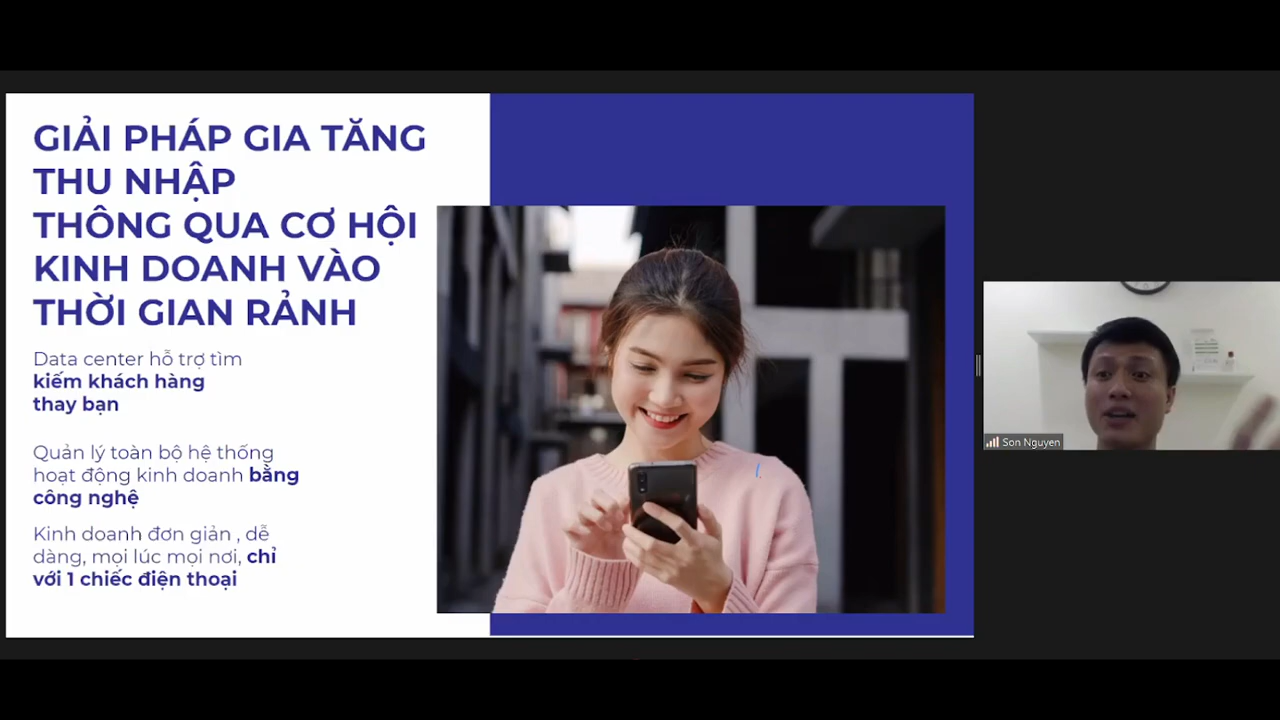 GIẢI PHÁP GIA TĂNG
THU NHẬP
THÔNG QUA CƠ HỘI
KINH DOANH VÀO
THỜI GIAN RẢNH
Data center hỗ trợ tìm
kiếm khách hàng
thay bạn
Quản lý toàn bộ hệ thống
hoạt động kinh doanh bằng
công nghệ
Kinh doanh đơn giản , dễ
dàng, mọi lúc mọi nơi, chỉ
với 1 chiếc điện thoại
Son Nguyen